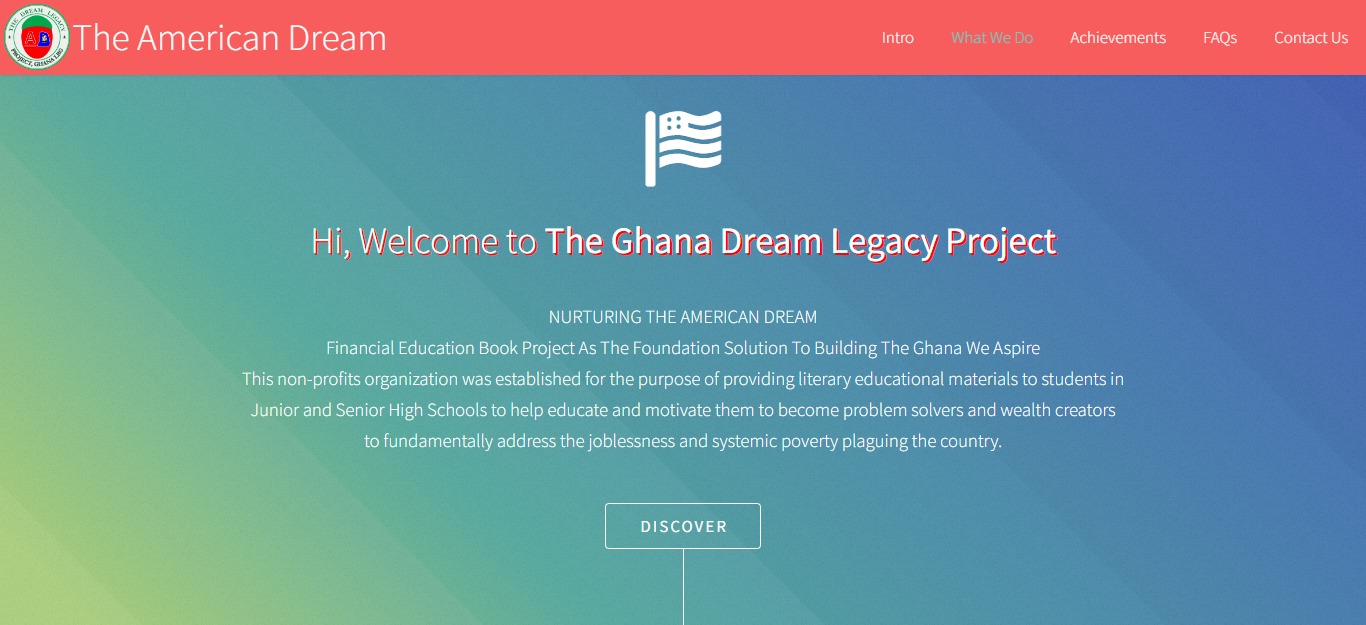 THE DREAM LEGACY
AD
PROJECT, GHANA LBG
The American Dream
Intro
What We Do
Achievements
FAQs
Contact Us
Hi, Welcome to The Ghana Dream Legacy Project
NURTURING THE AMERICAN DREAM
Financial Education Book Project As The Foundation Solution To Building The Ghana We Aspire
This non-profits organization was established for the purpose of providing literary educational materials to students in
Junior and Senior High Schools to help educate and motivate them to become problem solvers and wealth creators
to fundamentally address the joblessness and systemic poverty plaguing the country.
DISCOVER